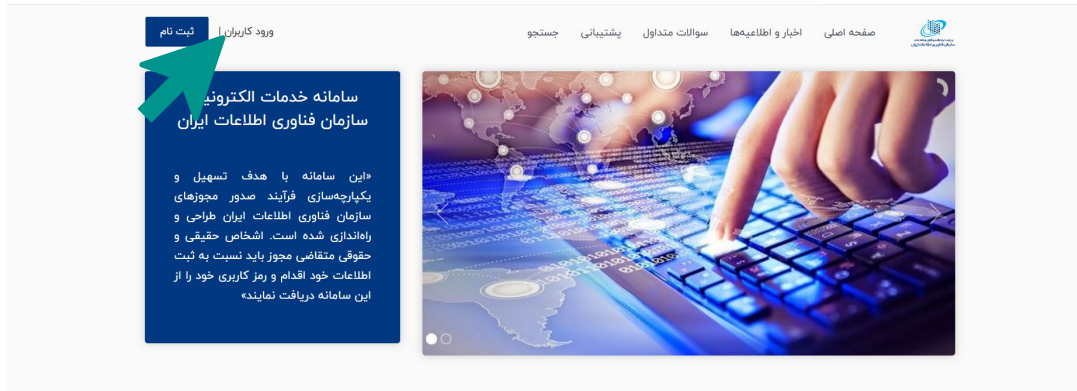 صفحه اصلی
اخبار و اطلاعیه‌ها
سوالات متداول
پشتیبانی
جستجو
ورود کاربران |
ثبت نام
سامانه خدمات الکترونی
سازمان فناوری اطلاعات ایران
«این سامانه با هدف تسهیل و
یکپارچه‌سازی فرآیند صدور مجوزهای
سازمان فناوری اطلاعات ایران طراحی و
راه‌اندازی شده است. اشخاص حقیقی و
حقوقی متقاضی مجوز باید نسبت به ثبت
اطلاعات خود اقدام و رمز کاربری خود را از
این سامانه دریافت نمایند»